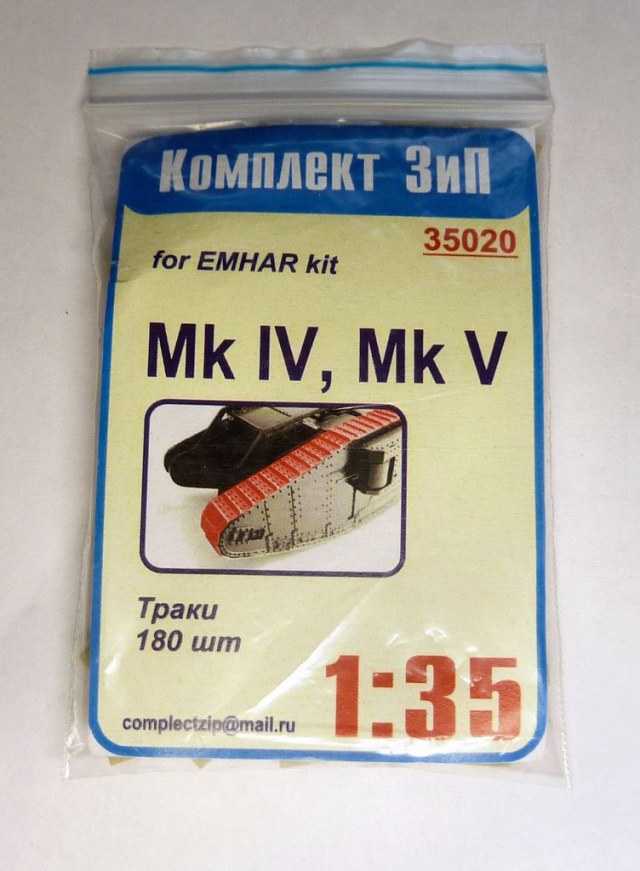 Комплект ЗиП
35020
for EMHAR kit
Mk IV, Mk V
Траки
180 шт
1:35
complectzip@mail.ru